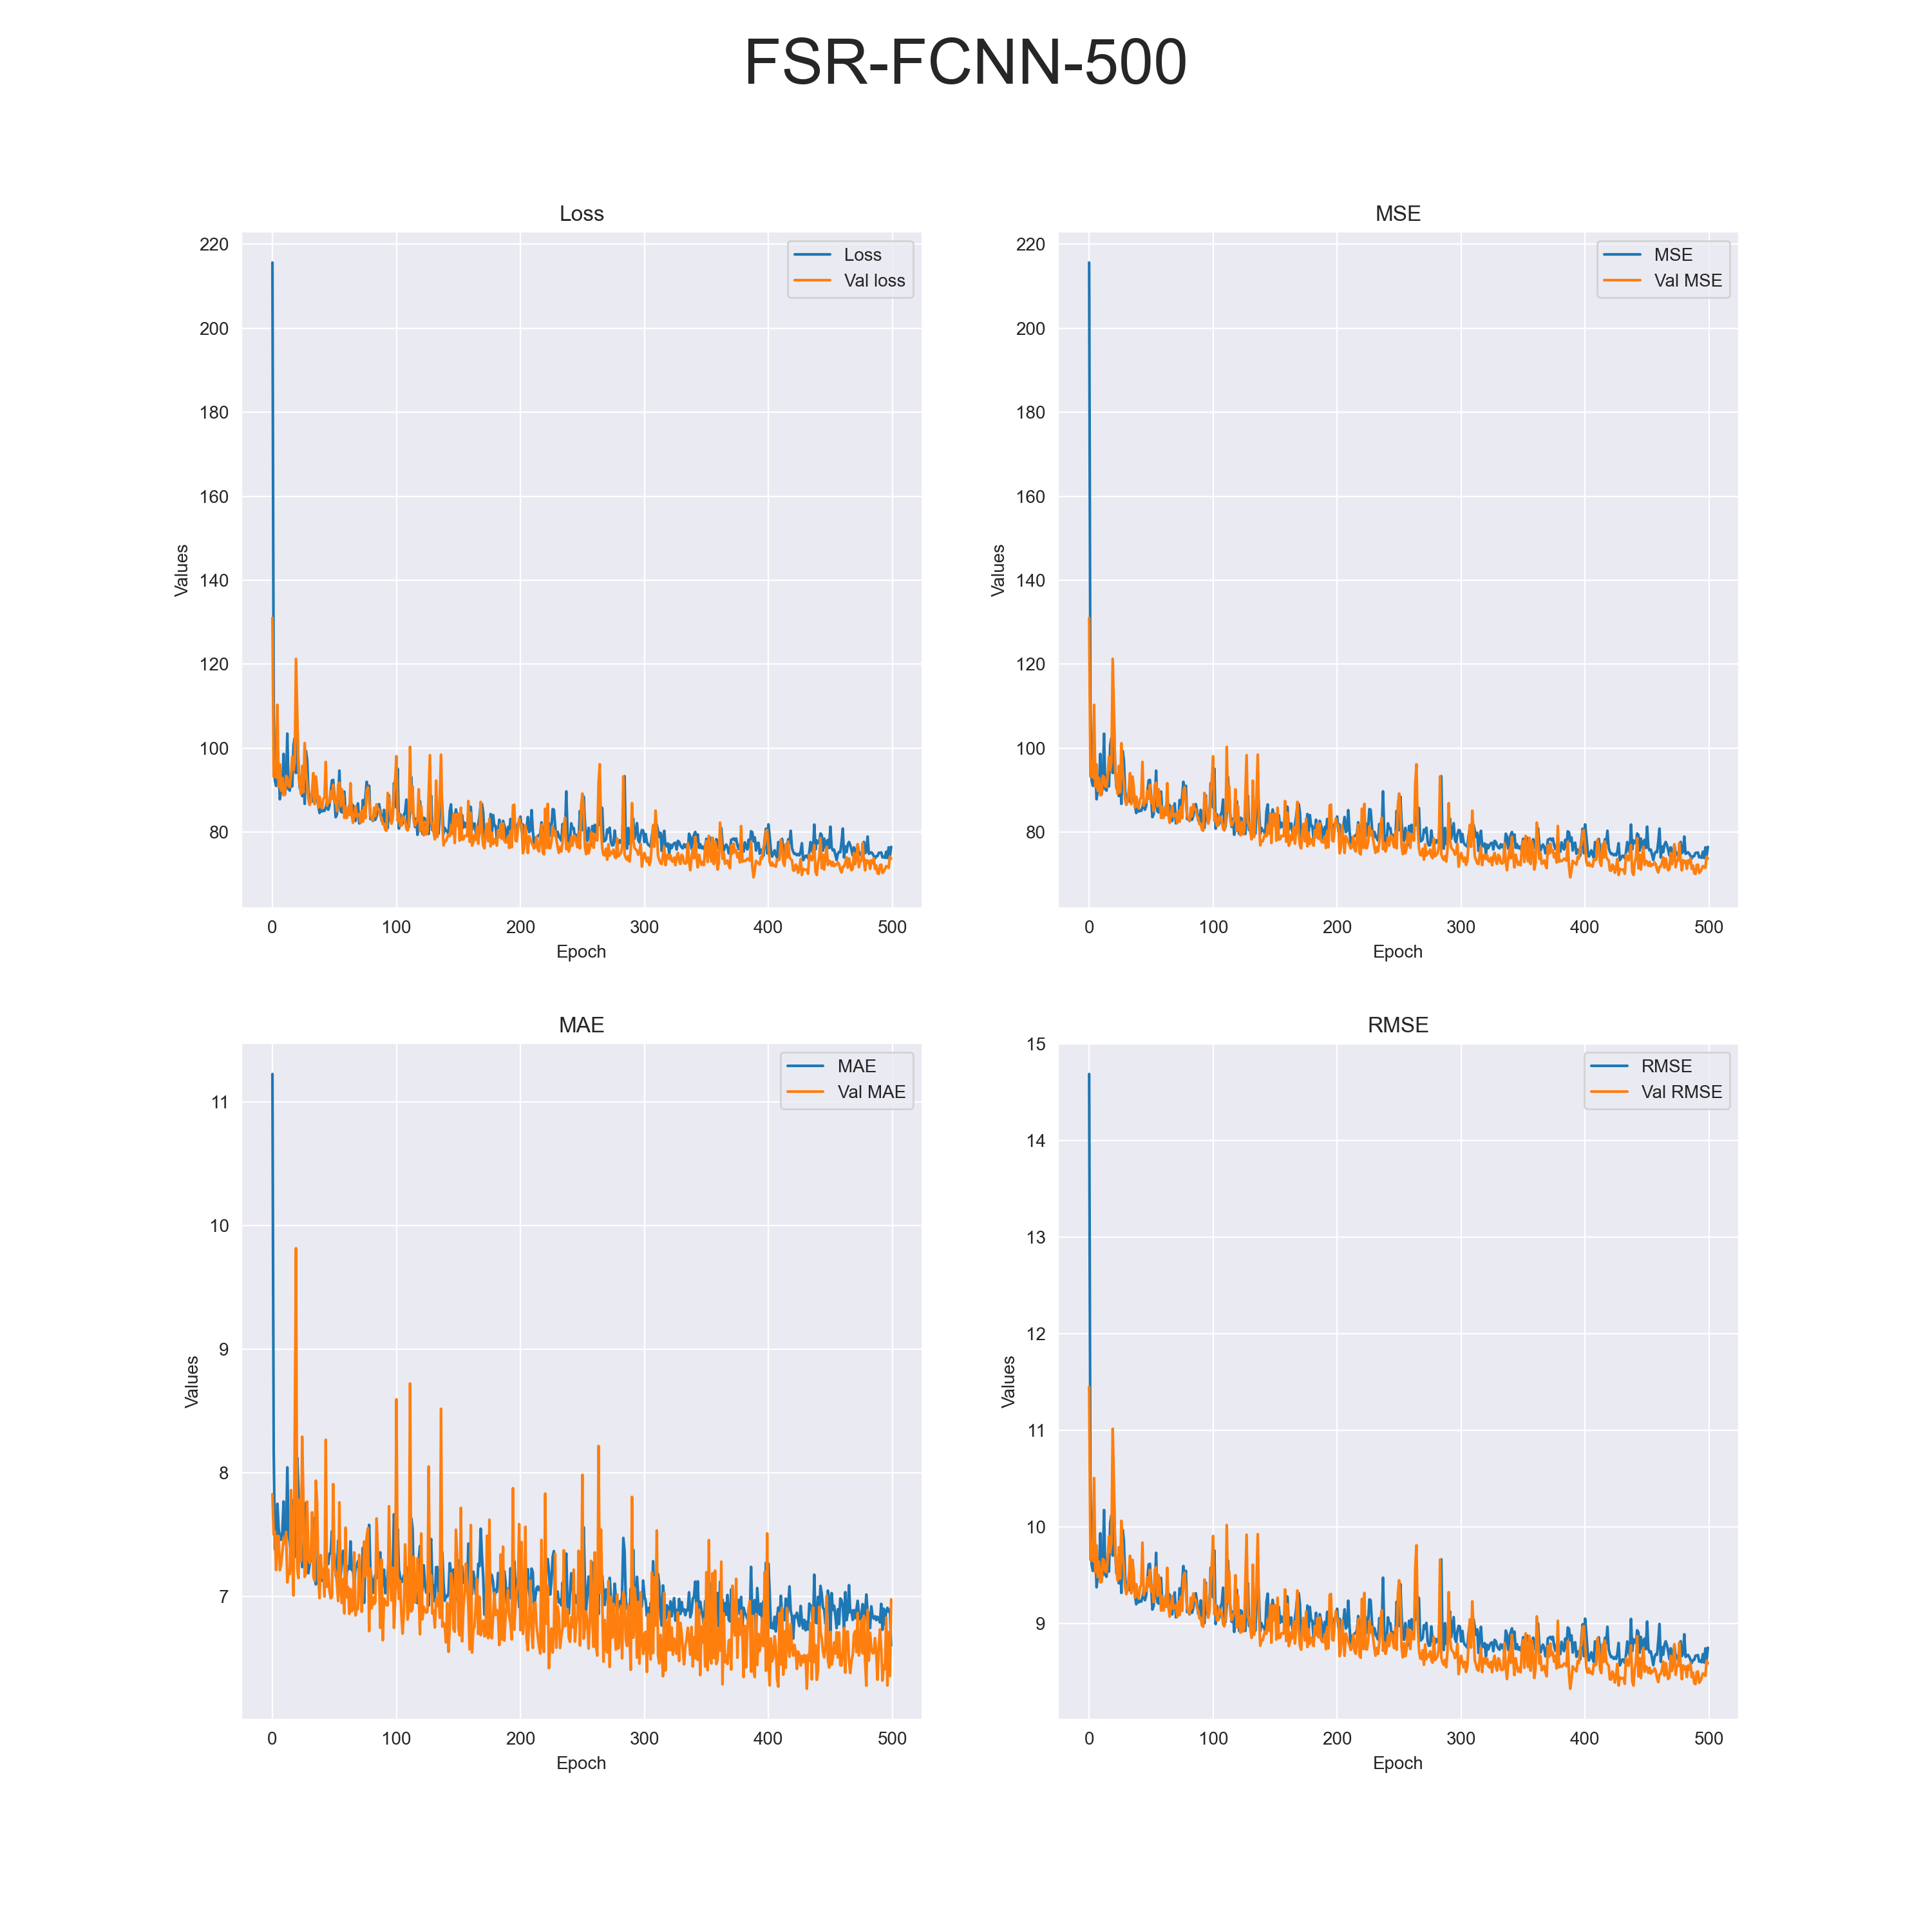 FSR-FCNN-500
Loss
220
200
180
160
140
120
100
80
Values
0 100 200 300 400 500
Epoch
Loss
Val loss
MSE
220
200
180
160
140
120
100
80
Values
0 100 200 300 400 500
Epoch
MSE
Val MSE
MAE
11
10
9
8
7
Values
0 100 200 300 400 500
Epoch
MAE
Val MAE
RMSE
15
14
13
12
11
10
9
Values
0 100 200 300 400 500
Epoch
RMSE
Val RMSE